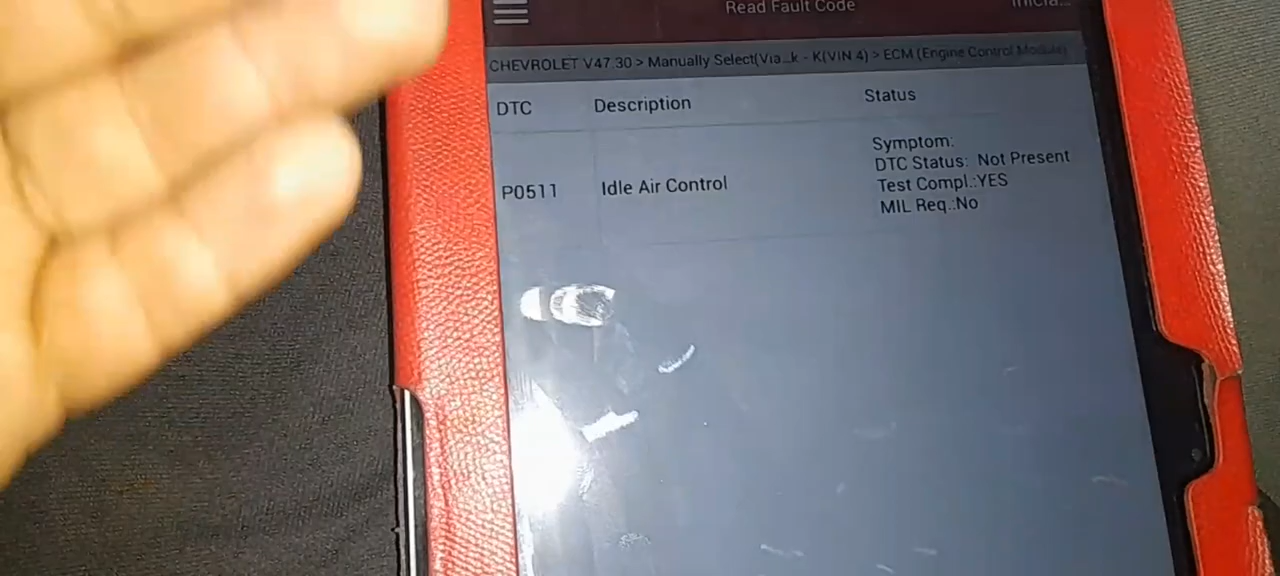 Read Fault Code
CHEVROLET V47.30 > Manually Select(Via...k - K(VIN 4) > ECM (Engine Control Module)
DTC Description Status
P0511 Idle Air Control
Symptom:
DTC Status: Not Present
Test Compl.:YES
MIL Req.:No